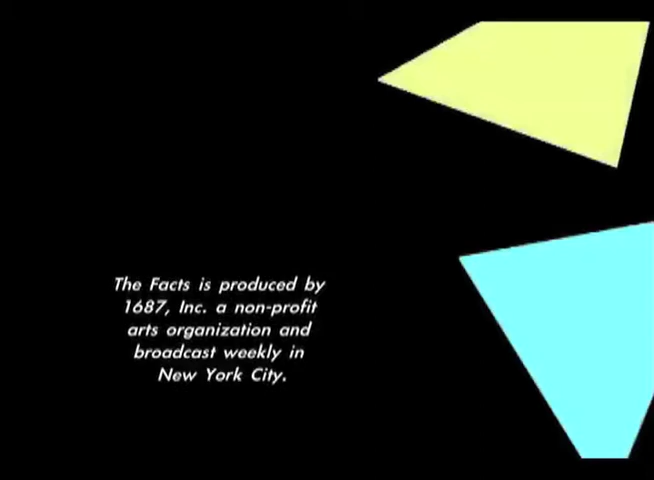 The Facts is produced by
1687, Inc. a non-profit
arts organization and
broadcast weekly in
New York City.